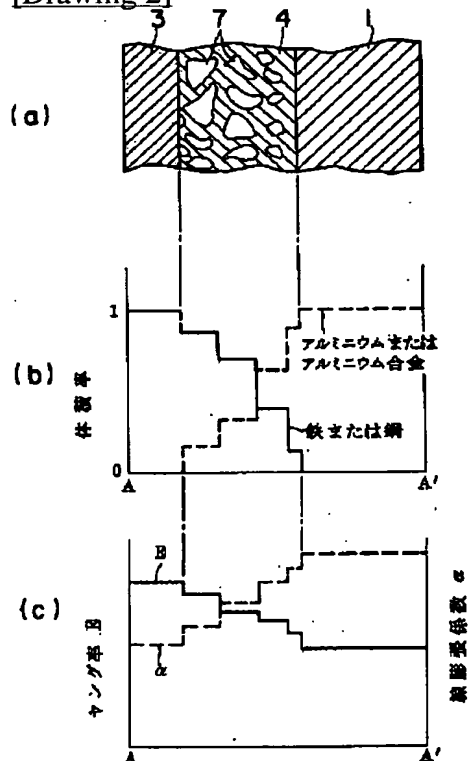 [Drawing 2]
3 7 4 1
(a)
1
アルミニウムまたは
アルミニウム合金
(b)
体積率
鉄または鋼
0
A A'
E
(c)
ヤング率 E
α
線膨張係数 α
A A'